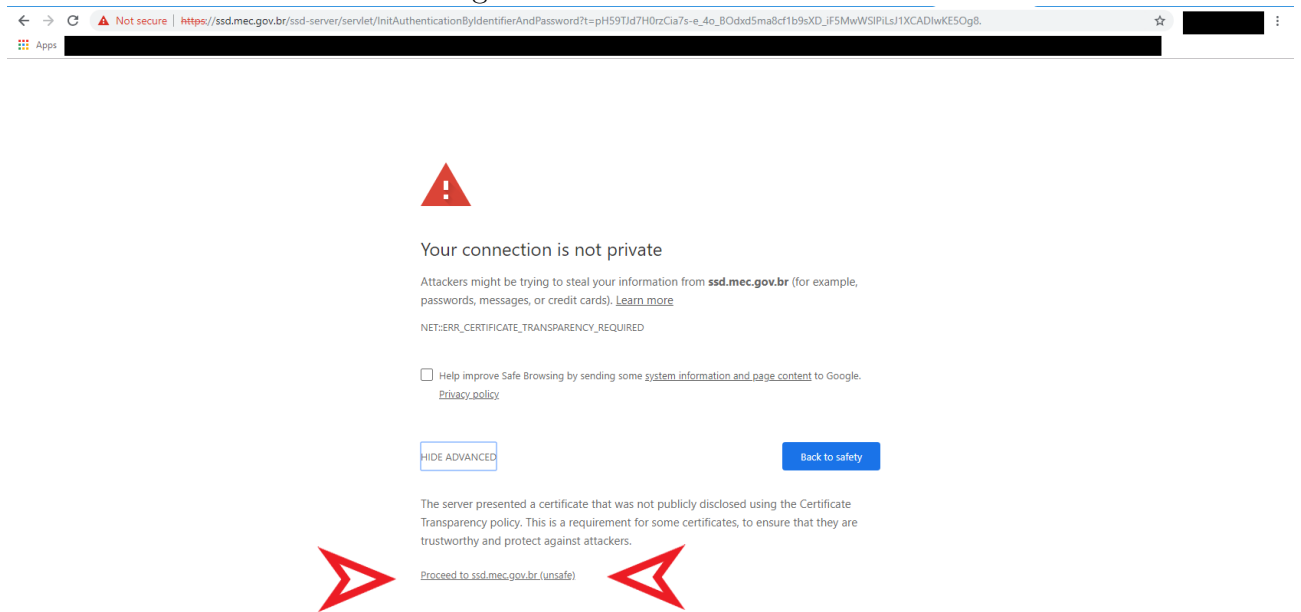 Not secure | https://ssd.mec.gov.br/ssd-server/servlet/InitAuthenticationByIdentifierAndPassword?t=pH59TJd7H0rzCia7s-e_4o_BOdxd5ma8cf1b9sXD_iF5MwWSIPiLsJ1XCADIwKE5Og8.
Apps
Your connection is not private
Attackers might be trying to steal your information from ssd.mec.gov.br (for example,
passwords, messages, or credit cards). Learn more
NET::ERR_CERTIFICATE_TRANSPARENCY_REQUIRED
Help improve Safe Browsing by sending some system information and page content to Google.
Privacy policy
HIDE ADVANCED
Back to safety
The server presented a certificate that was not publicly disclosed using the Certificate
Transparency policy. This is a requirement for some certificates, to ensure that they are
trustworthy and protect against attackers.
Proceed to ssd.mec.gov.br (unsafe)